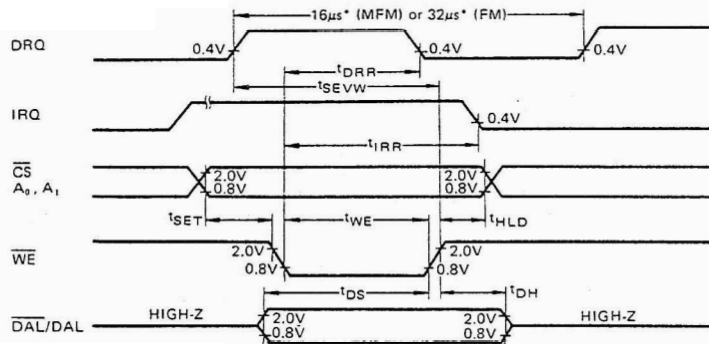 16μs* (MFM) or 32μs* (FM)
DRQ
0.4V
0.4V
0.4V
tDRR
tSEVW
IRQ
0.4V
tIRR
CS
A0, A1
2.0V
0.8V
2.0V
0.8V
tSET
tWE
tHLD
WE
2.0V
0.8V
2.0V
0.8V
tDS
tDH
DAL/DAL
HIGH-Z
2.0V
0.8V
2.0V
0.8V
HIGH-Z